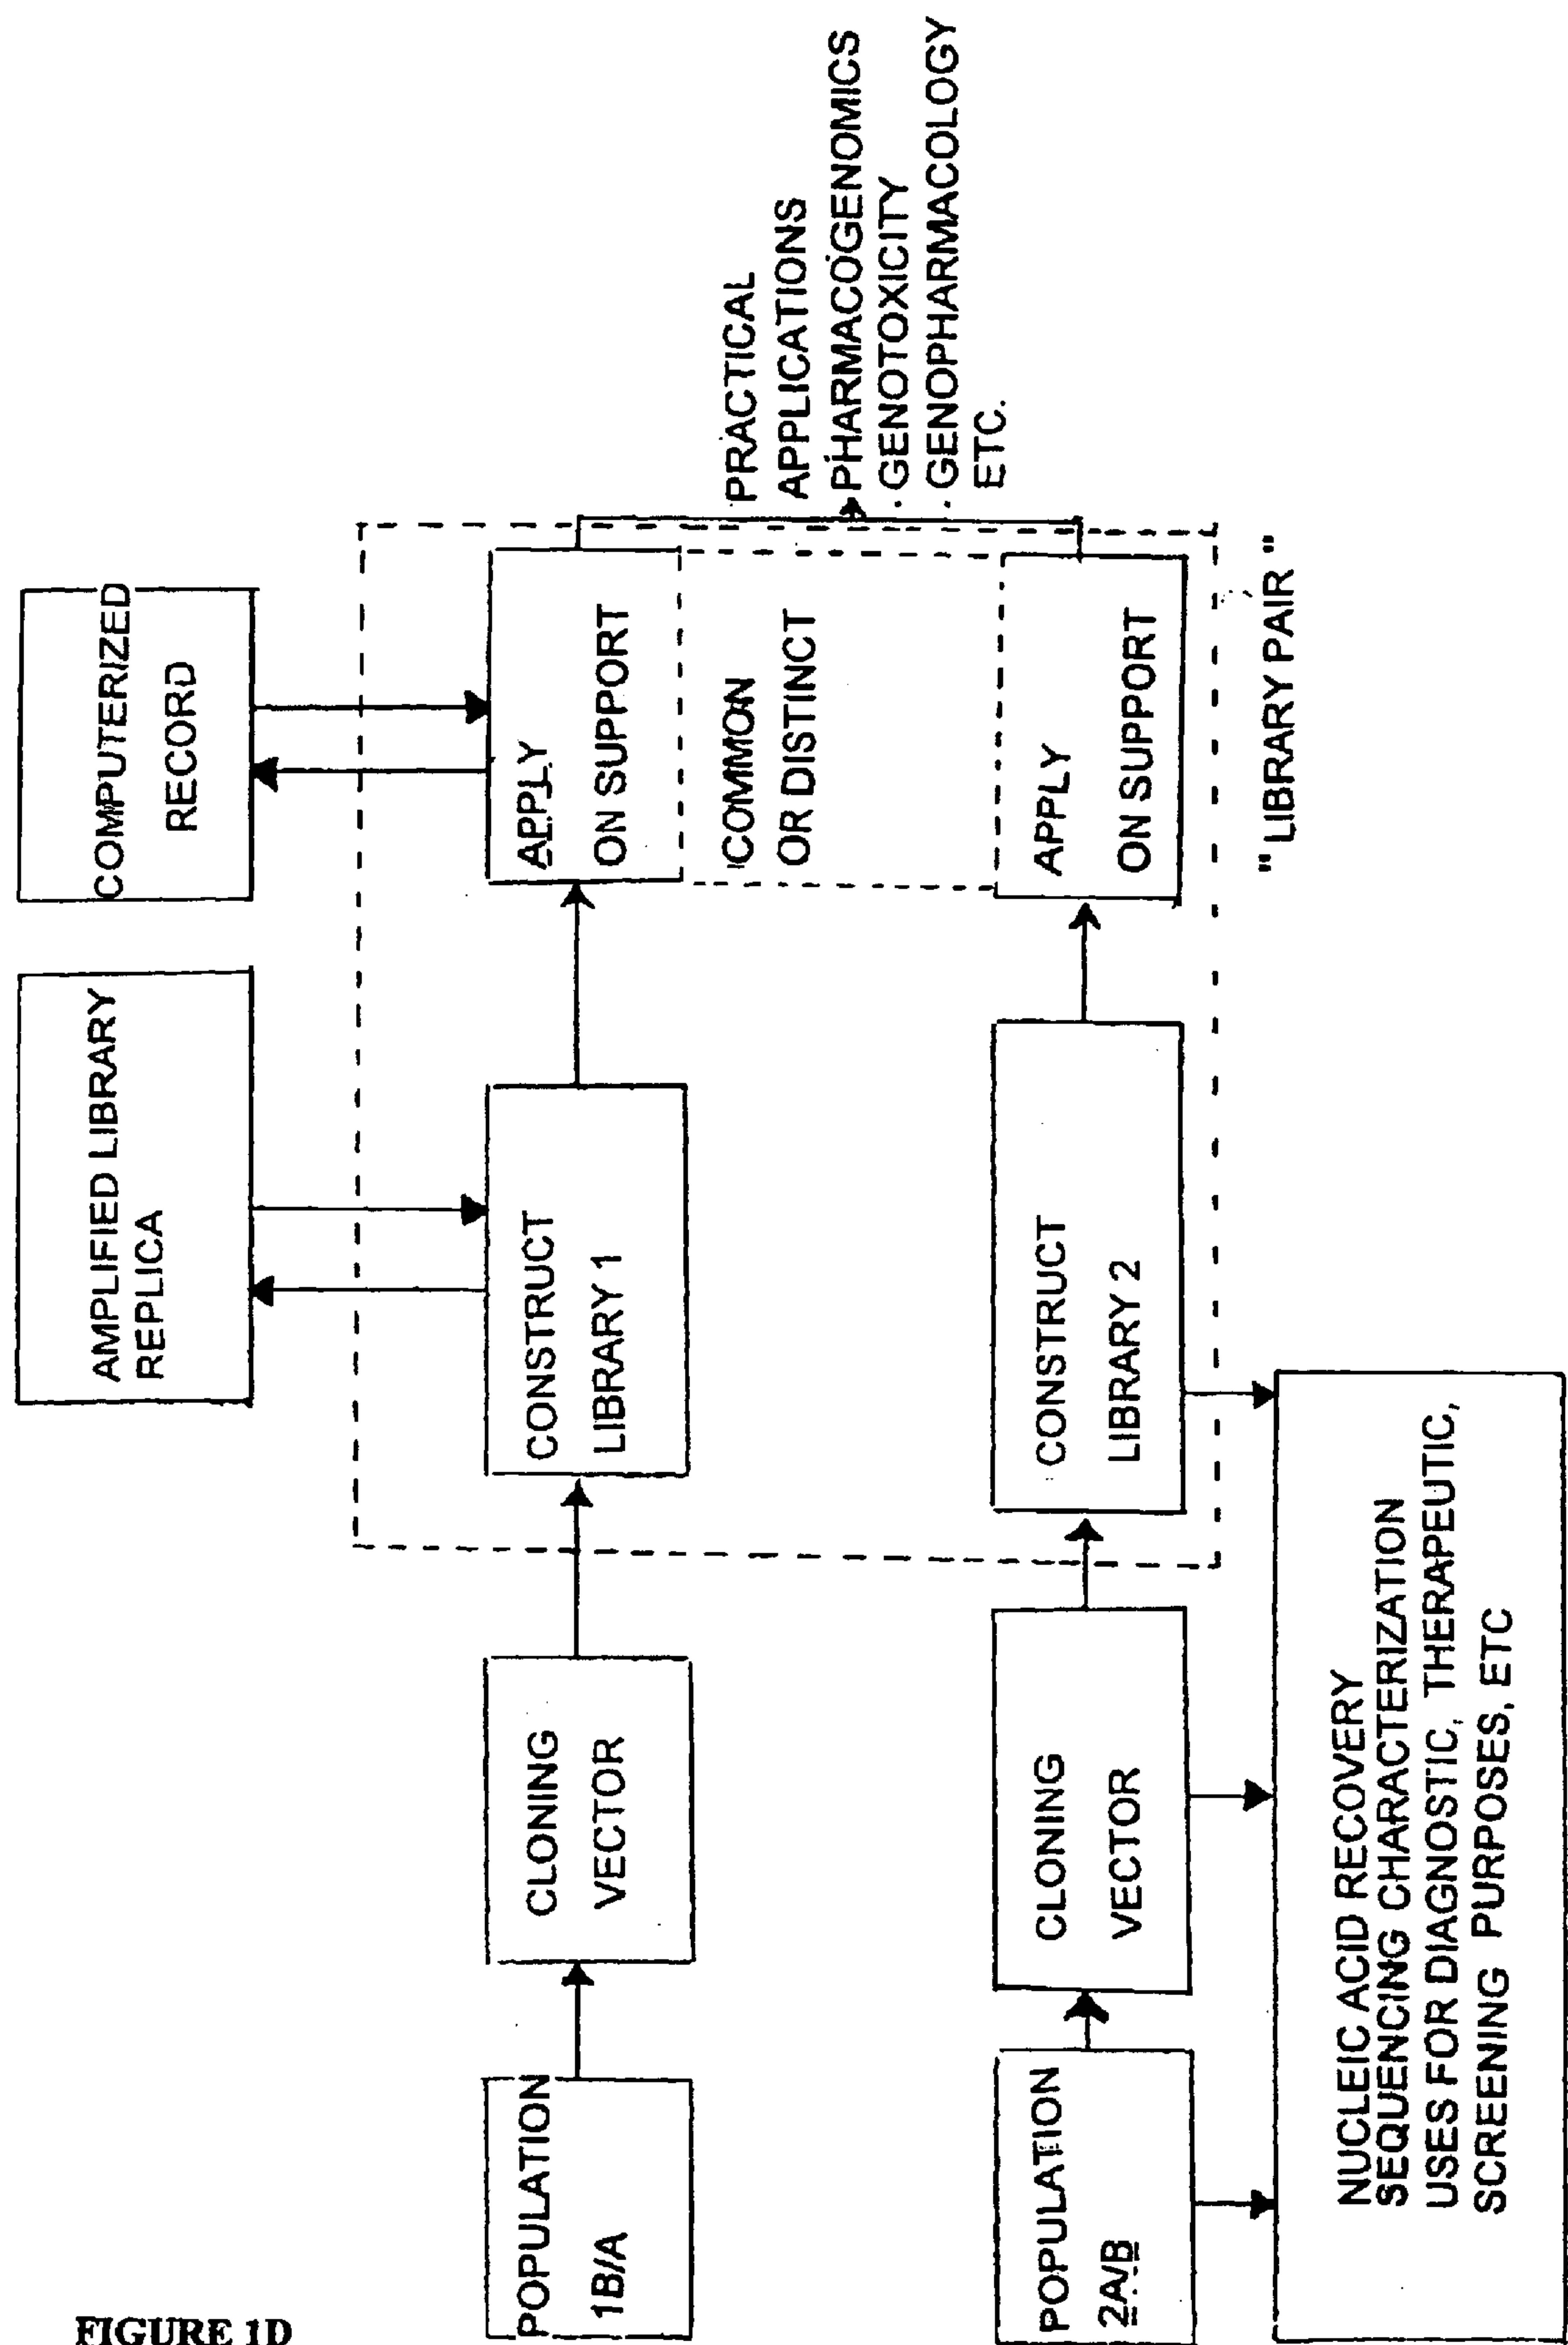 FIGURE 1D
AMPLIFIED LIBRARY
REPLICA
COMPUTERIZED
RECORD
POPULATION
1B/A
CLONING
VECTOR
CONSTRUCT
LIBRARY 1
APPLY
ON SUPPORT
COMMON
OR DISTINCT
PRACTICAL
APPLICATIONS
PHARMACOGENOMICS
GENOTOXICITY
GENOPHARMACOLOGY
ETC.
POPULATION
2A/B
CLONING
VECTOR
CONSTRUCT
LIBRARY 2
APPLY
ON SUPPORT
" LIBRARY PAIR "
NUCLEIC ACID RECOVERY
SEQUENCING CHARACTERIZATION
USES FOR DIAGNOSTIC, THERAPEUTIC,
SCREENING PURPOSES, ETC